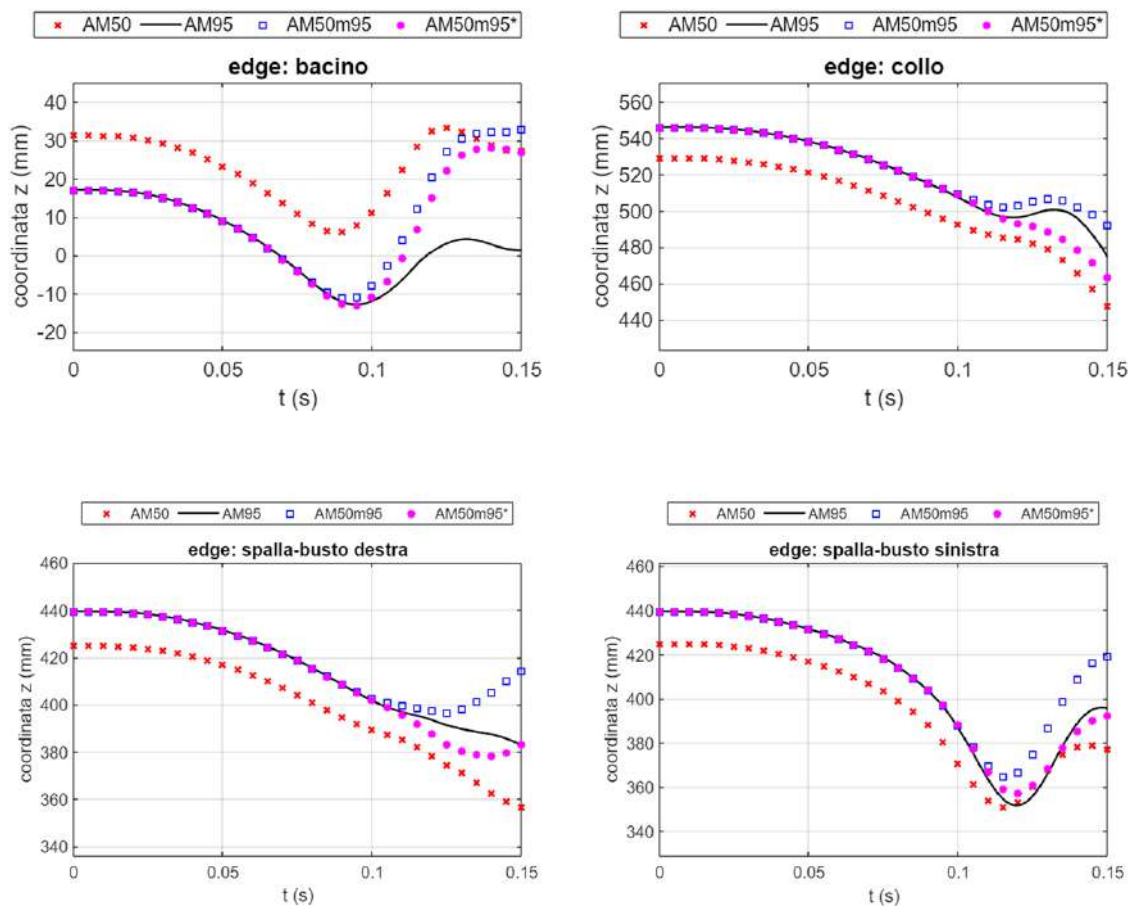 AM50 AM95 AM50m95 AM50m95*
edge: bacino
coordinata z (mm)
40
30
20
10
0
-10
-20
0 0.05 0.1 0.15
t (s)
AM50 AM95 AM50m95 AM50m95*
edge: collo
coordinata z (mm)
560
540
520
500
480
460
440
0 0.05 0.1 0.15
t (s)
AM50 AM95 AM50m95 AM50m95*
edge: spalla-busto destra
coordinata z (mm)
460
440
420
400
380
360
340
0 0.05 0.1 0.15
t (s)
AM50 AM95 AM50m95 AM50m95*
edge: spalla-busto sinistra
coordinata z (mm)
460
440
420
400
380
360
340
0 0.05 0.1 0.15
t (s)